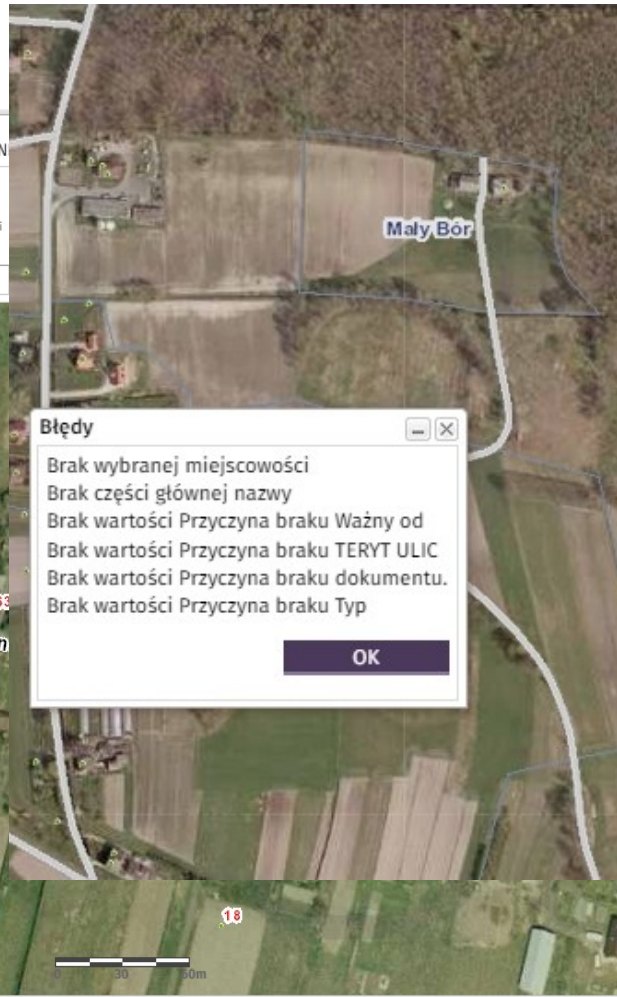 Mały Bór
Błędy
Brak wybranej miejscowości
Brak części głównej nazwy
Brak wartości Przyczyna braku Ważny od
Brak wartości Przyczyna braku TERYT ULIC
Brak wartości Przyczyna braku dokumentu.
Brak wartości Przyczyna braku Typ
OK
18
0 30 60m